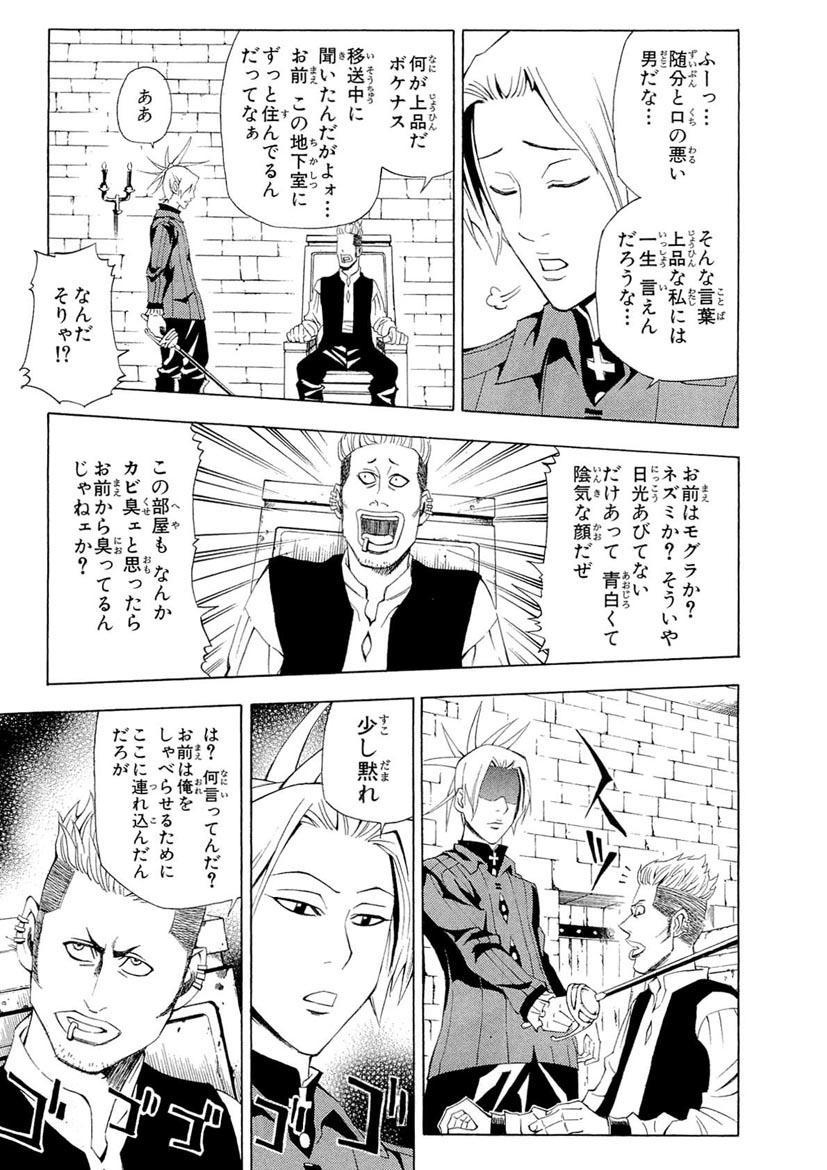 ふーっ…
随分と口の悪い
男だな…
そんな言葉
上品な私には
一生 言えん
だろうな…
何が上品だ
ボケナス
移送中に
聞いたんだがよォ…
お前 この地下室に
ずっと住んでるん
だってなぁ
ああ
なんだ
そりゃ!?
お前はモグラか?
ネズミか? そういや
日光あびてない
だけあって 青白くて
陰気な顔だぜ
この部屋も なんか
カビ臭ェと思ったら
お前から臭ってるん
じゃねェか?
スッ
少し黙れ
は? 何言ってんだ?
お前は俺を
しゃべらせるために
ここに連れ込んだん
だろが
ゴゴゴゴゴ